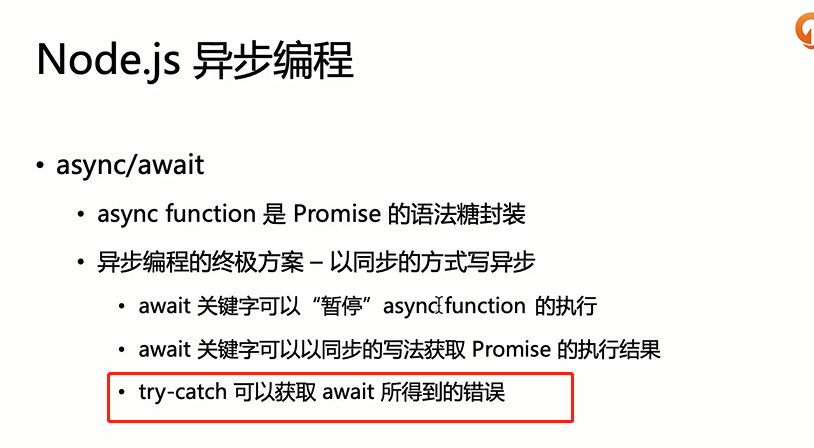 Node.js 异步编程
• async/await
• async function 是 Promise 的语法糖封装
• 异步编程的终极方案 – 以同步的方式写异步
• await 关键字可以“暂停”async function 的执行
• await 关键字可以以同步的写法获取 Promise 的执行结果
• try-catch 可以获取 await 所得到的错误